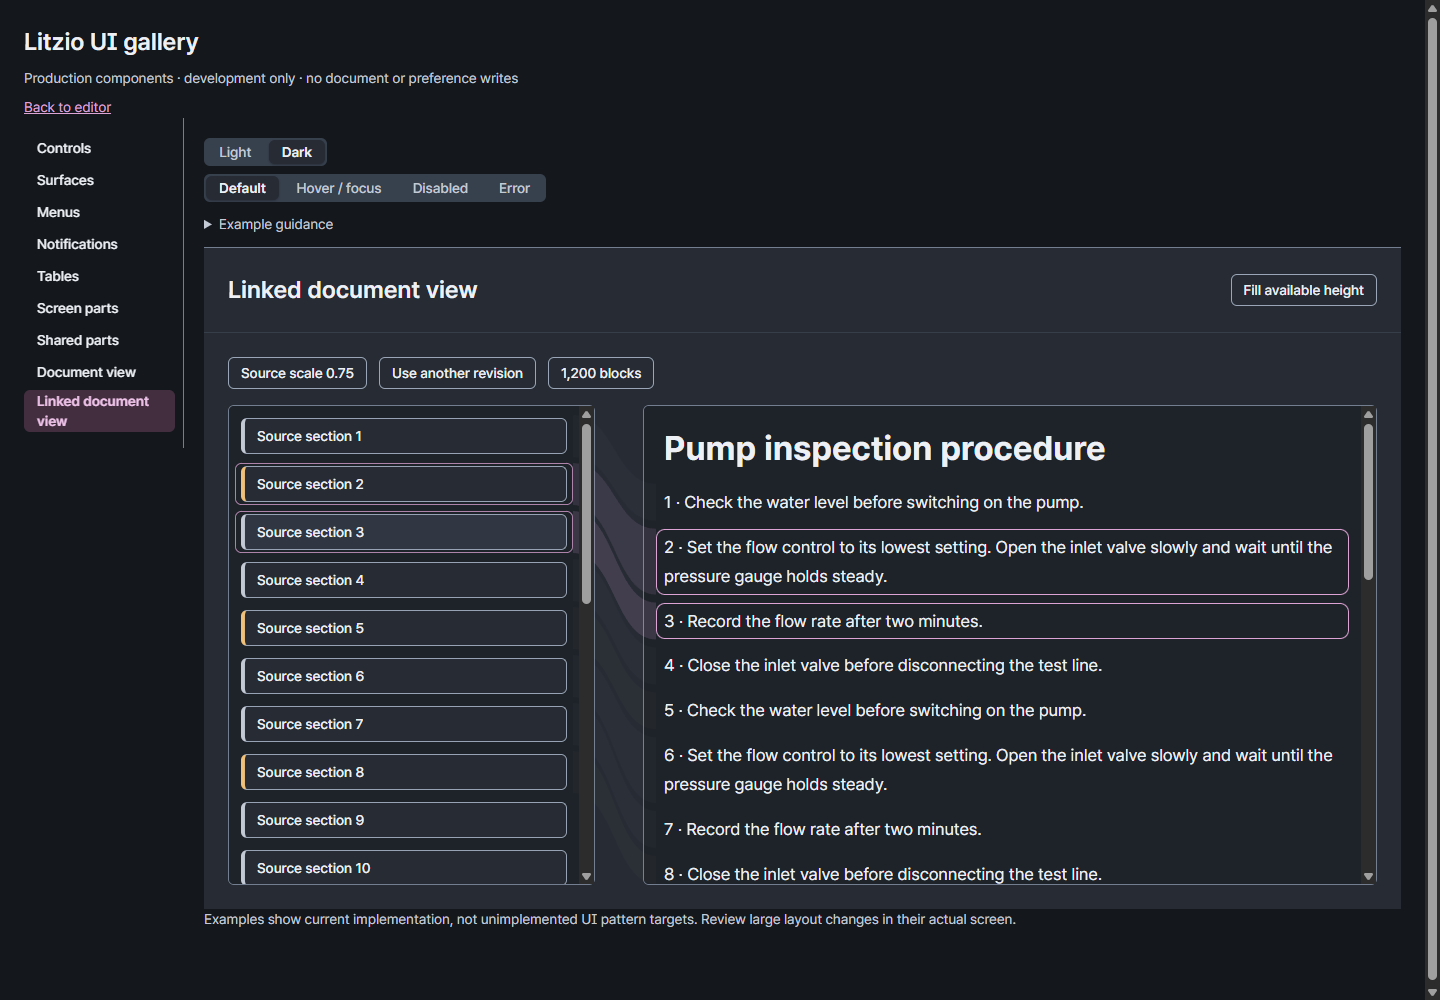 Litzio UI gallery
Production components · development only · no document or preference writes
Back to editor
Controls
Surfaces
Menus
Notifications
Tables
Screen parts
Shared parts
Document view
Linked document
view
Light Dark
Default Hover / focus Disabled Error
Example guidance
Linked document view
Fill available height
Source scale 0.75 Use another revision 1,200 blocks
Source section 1
Source section 2
Source section 3
Source section 4
Source section 5
Source section 6
Source section 7
Source section 8
Source section 9
Source section 10
Pump inspection procedure
1 · Check the water level before switching on the pump.
2 · Set the flow control to its lowest setting. Open the inlet valve slowly and wait until the
pressure gauge holds steady.
3 · Record the flow rate after two minutes.
4 · Close the inlet valve before disconnecting the test line.
5 · Check the water level before switching on the pump.
6 · Set the flow control to its lowest setting. Open the inlet valve slowly and wait until the
pressure gauge holds steady.
7 · Record the flow rate after two minutes.
8 · Close the inlet valve before disconnecting the test line.
Examples show current implementation, not unimplemented UI pattern targets. Review large layout changes in their actual screen.